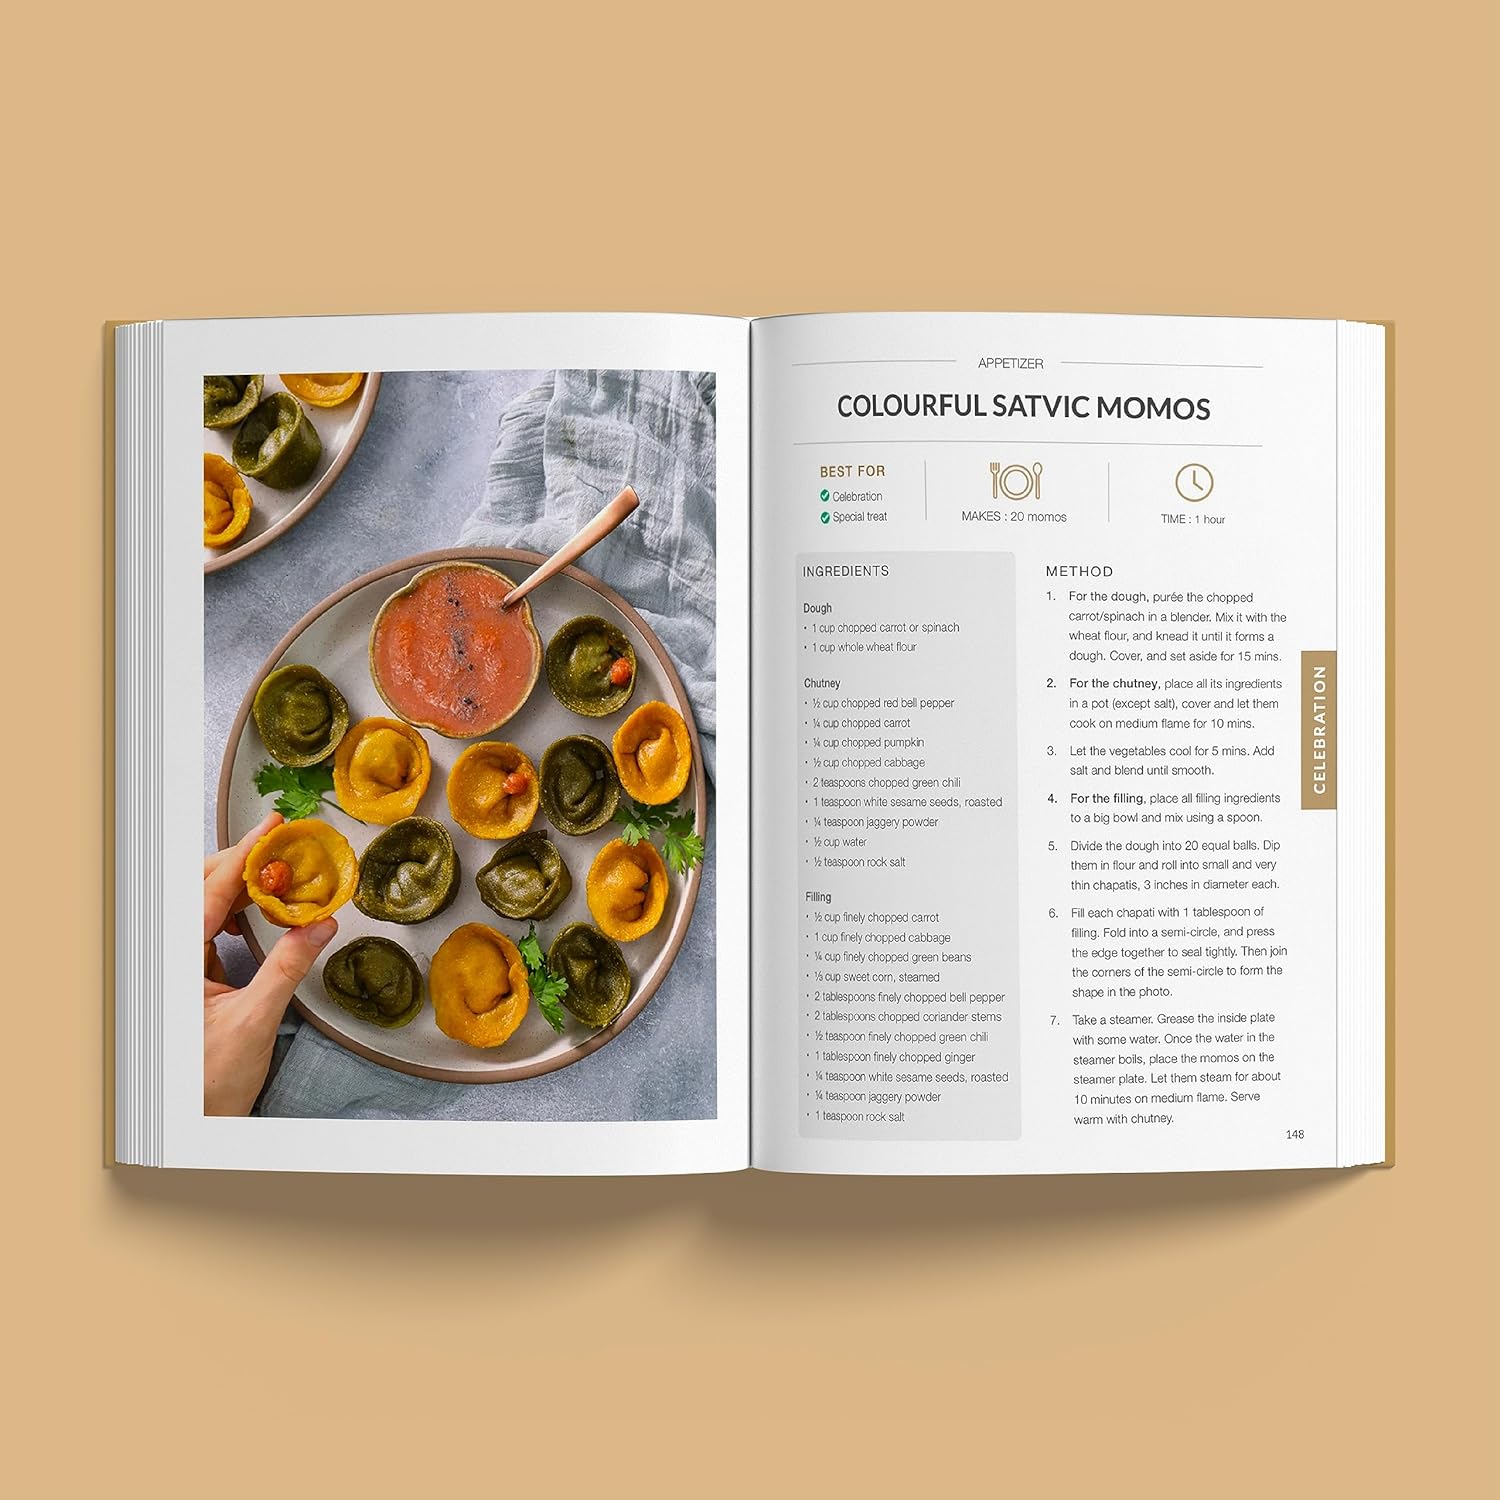 APPETIZER
COLOURFUL SATVIC MOMOS
BEST FOR
Celebration
Special treat
MAKES : 20 momos
TIME : 1 hour
INGREDIENTS
Dough
• 1 cup chopped carrot or spinach
• 1 cup whole wheat flour
Chutney
• ½ cup chopped red bell pepper
• ¼ cup chopped carrot
• ¼ cup chopped pumpkin
• ½ cup chopped cabbage
• 2 teaspoons chopped green chili
• 1 teaspoon white sesame seeds, roasted
• ¼ teaspoon jaggery powder
• ½ cup water
• ½ teaspoon rock salt
Filling
• ½ cup finely chopped carrot
• 1 cup finely chopped cabbage
• ¼ cup finely chopped green beans
• ⅓ cup sweet corn, steamed
• 2 tablespoons finely chopped bell pepper
• 2 tablespoons chopped coriander stems
• ½ teaspoon finely chopped green chili
• 1 tablespoon finely chopped ginger
• ¼ teaspoon white sesame seeds, roasted
• ¼ teaspoon jaggery powder
• 1 teaspoon rock salt
METHOD
1. For the dough, purée the chopped
carrot/spinach in a blender. Mix it with the
wheat flour, and knead it until it forms a
dough. Cover, and set aside for 15 mins.
2. For the chutney, place all its ingredients
in a pot (except salt), cover and let them
cook on medium flame for 10 mins.
3. Let the vegetables cool for 5 mins. Add
salt and blend until smooth.
4. For the filling, place all filling ingredients
to a big bowl and mix using a spoon.
5. Divide the dough into 20 equal balls. Dip
them in flour and roll into small and very
thin chapatis, 3 inches in diameter each.
6. Fill each chapati with 1 tablespoon of
filling. Fold into a semi-circle, and press
the edge together to seal tightly. Then join
the corners of the semi-circle to form the
shape in the photo.
7. Take a steamer. Grease the inside plate
with some water. Once the water in the
steamer boils, place the momos on the
steamer plate. Let them steam for about
10 minutes on medium flame. Serve
warm with chutney.
CELEBRATION
148